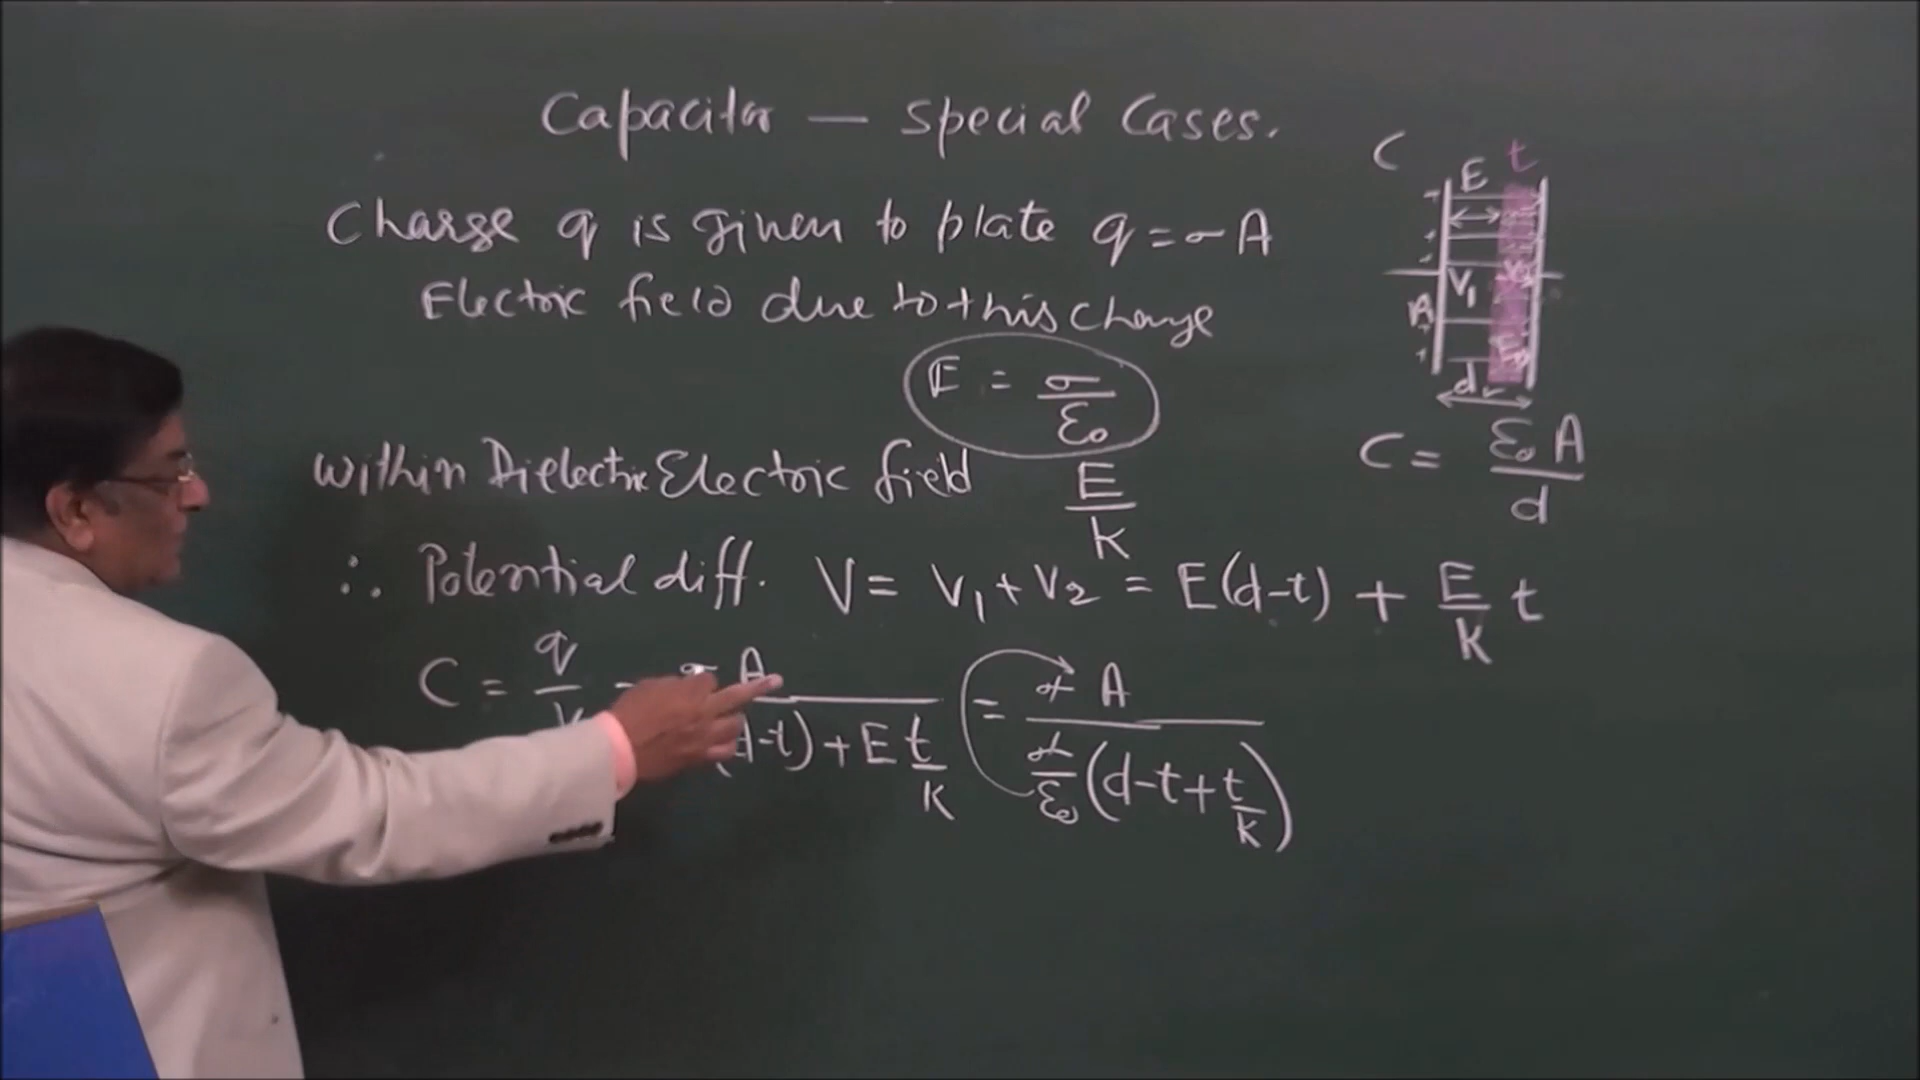 Capacitor — Special Cases.
Charge q is given to plate q = σA
Electric field due to this charge
E = σ/ε₀
Within Dielectric Electric field E/k
∴ Potential diff. V = V₁ + V₂ = E(d-t) + E/k t
C = q/V = σA / (d-t) + E t/k = σA / σ/ε₀ (d-t+t/k)
C
E t
V₁
A
d
C = ε₀A/d